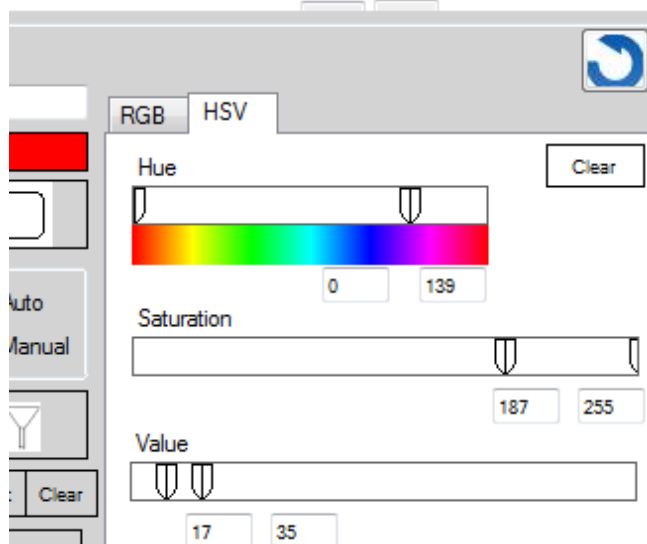 RGB HSV
Hue Clear
0 139
Auto
Saturation
Manual
187 255
Value
Clear
17 35